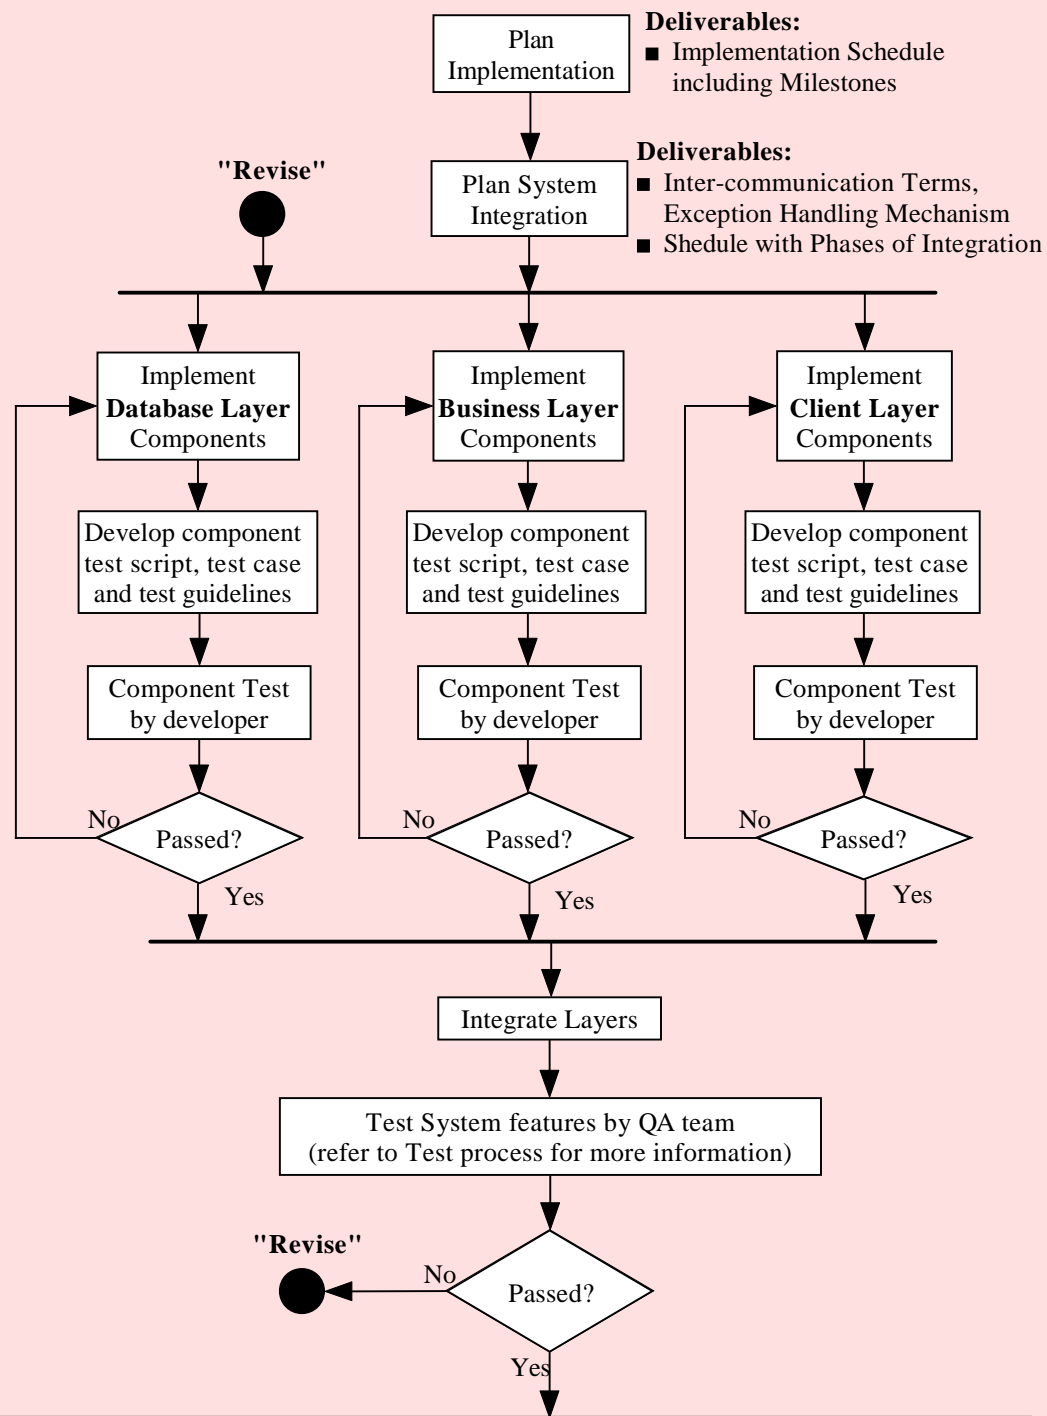 Plan
Implementation
Deliverables:
■ Implementation Schedule
including Milestones
"Revise"
Plan System
Integration
Deliverables:
■ Inter-communication Terms,
Exception Handling Mechanism
■ Shedule with Phases of Integration
Implement
Database Layer
Components
Implement
Business Layer
Components
Implement
Client Layer
Components
Develop component
test script, test case
and test guidelines
Develop component
test script, test case
and test guidelines
Develop component
test script, test case
and test guidelines
Component Test
by developer
Component Test
by developer
Component Test
by developer
No
Passed?
Yes
No
Passed?
Yes
No
Passed?
Yes
Integrate Layers
Test System features by QA team
(refer to Test process for more information)
"Revise"
No
Passed?
Yes